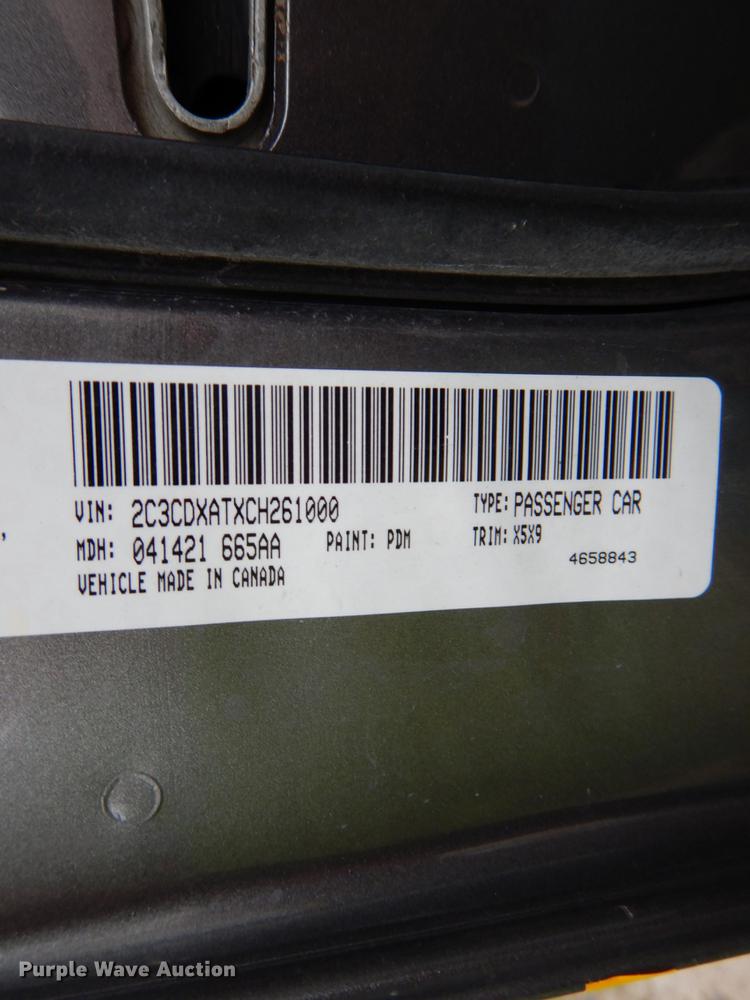 VIN: 2C3CDXATXCH261000 TYPE: PASSENGER CAR
MDH: 041421 665AA PAINT: PDM TRIM: X5X9
VEHICLE MADE IN CANADA 4658843
Purple Wave Auction